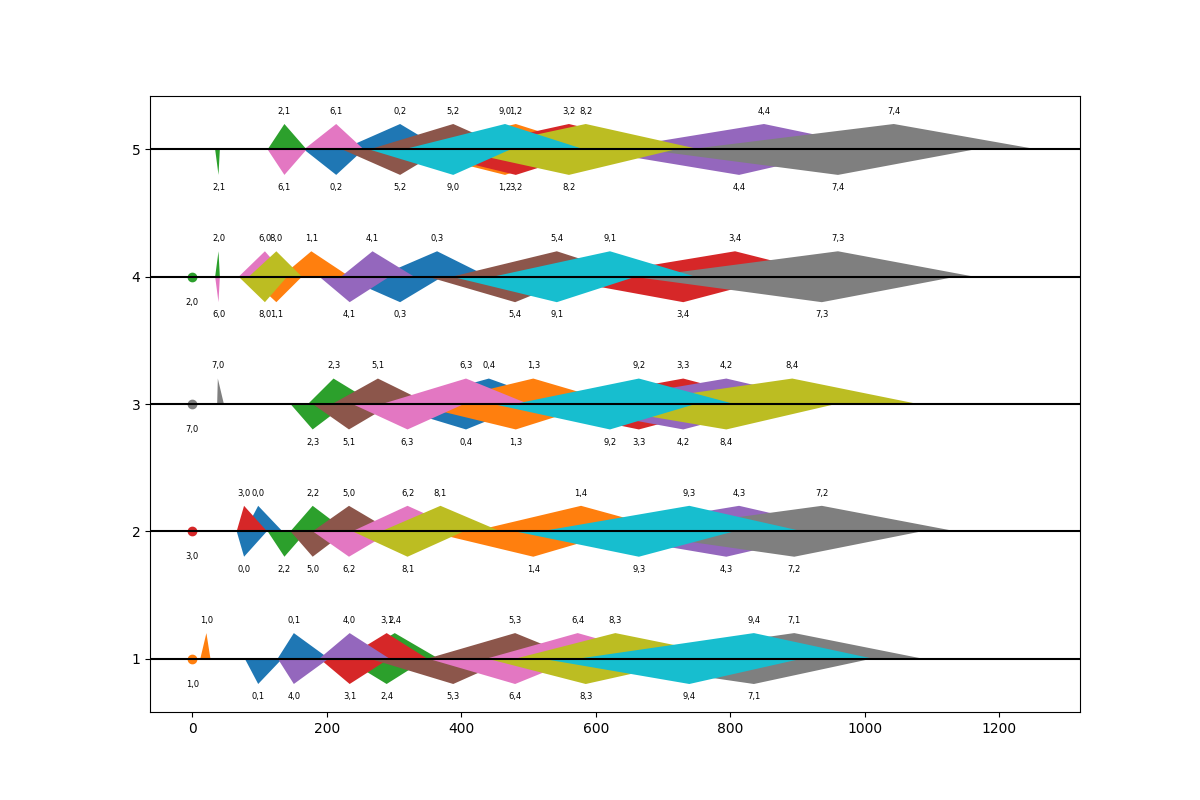 2,1 6,1 0,2 5,2 9,0 1,2 3,2 8,2 4,4 7,4
5
2,1 6,1 0,2 5,2 9,0 1,2 3,2 8,2 4,4 7,4
2,0 6,0 8,0 1,1 4,1 0,3 5,4 9,1 3,4 7,3
4
2,0 6,0 8,0 1,1 4,1 0,3 5,4 9,1 3,4 7,3
7,0 2,3 5,1 6,3 0,4 1,3 9,2 3,3 4,2 8,4
3
7,0 2,3 5,1 6,3 0,4 1,3 9,2 3,3 4,2 8,4
3,0 0,0 2,2 5,0 6,2 8,1 1,4 9,3 4,3 7,2
2
3,0 0,0 2,2 5,0 6,2 8,1 1,4 9,3 4,3 7,2
1,0 0,1 4,0 3,1 2,4 5,3 6,4 8,3 9,4 7,1
1
1,0 0,1 4,0 3,1 2,4 5,3 6,4 8,3 9,4 7,1
0 200 400 600 800 1000 1200